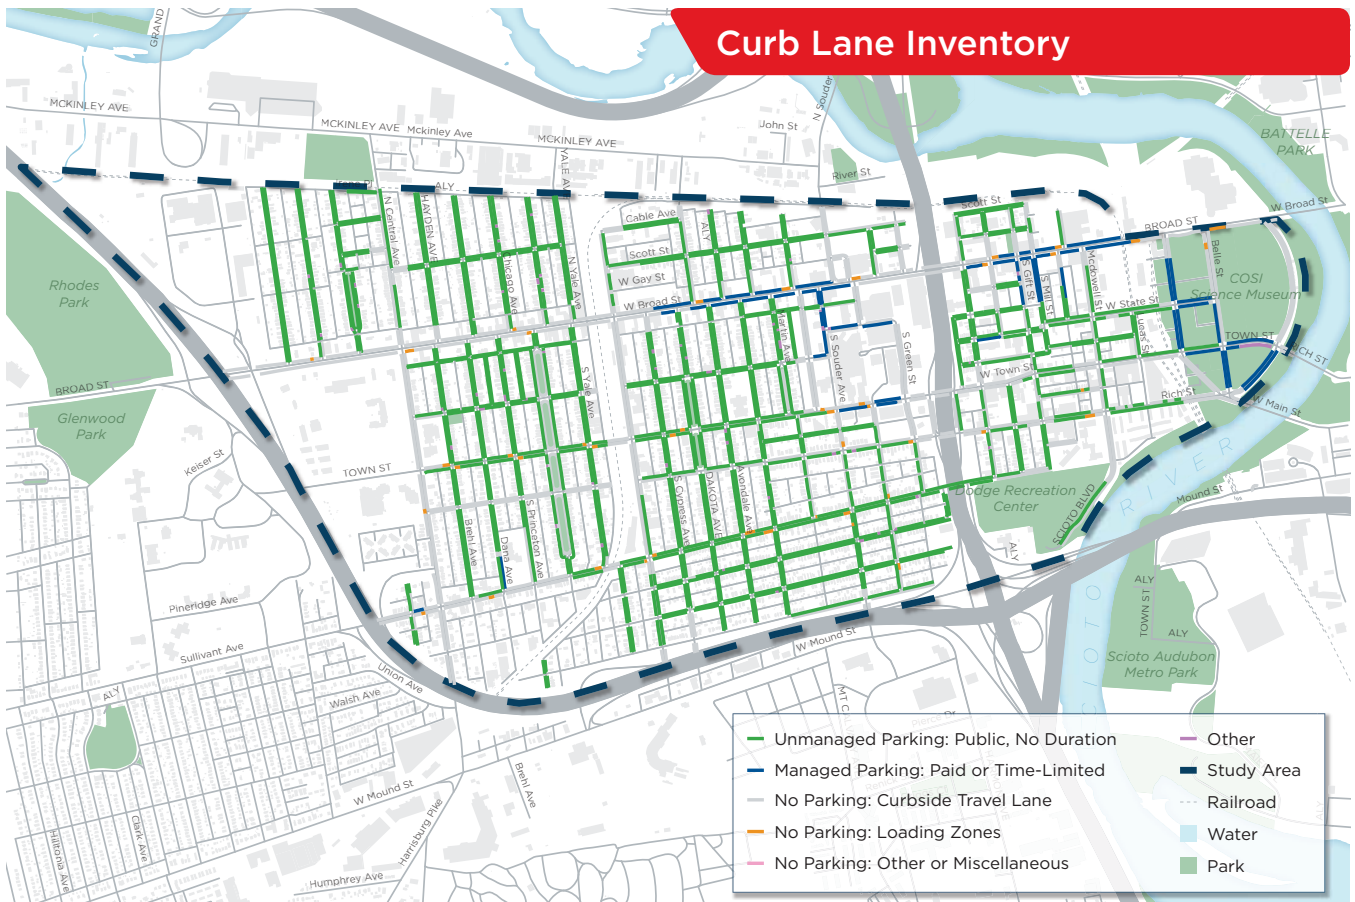 Curb Lane Inventory
GRAND
MCKINLEY AVE
MCKINLEY AVE
Mckinley Ave
MCKINLEY AVE
John St
N Souder
BATTELLE
PARK
YALE AV
River St
ALY
Scott St
W Broad St
BROAD ST
N Central Ave
HAYDEN AVE
Cable Ave
ALY
Scott St
W Gay St
W Broad St
Chicago Ave
N Yale Ave
Belle St
COSI
Science Museum
Rhodes
Park
S Gift St
S Mill St
Mcdowell St
W State St
TOWN ST
Martin Ave
S Souder Ave
S Green St
W Town St
Rich St
W Main St
BROAD ST
Glenwood
Park
Keiser St
TOWN ST
S Yale Ave
S Cypress Ave
DAKOTA AVE
Avondale Ave
Dodge Recreation
Center
SCIOTO BLVD
Mound St
RIVER
Brehl Ave
Dana Ave
S Princeton Ave
ALY
ALY
TOWN ST
ALY
Pineridge Ave
Sullivant Ave
Union Ave
W Mound St
Scioto Audubon
Metro Park
ALY
Walsh Ave
W Mound St
Brehl Ave
Harrisburg Pike
Hiltonia Ave
Clark Ave
Humphrey Ave
Unmanaged Parking: Public, No Duration
Managed Parking: Paid or Time-Limited
No Parking: Curbside Travel Lane
No Parking: Loading Zones
No Parking: Other or Miscellaneous
Other
Study Area
Railroad
Water
Park